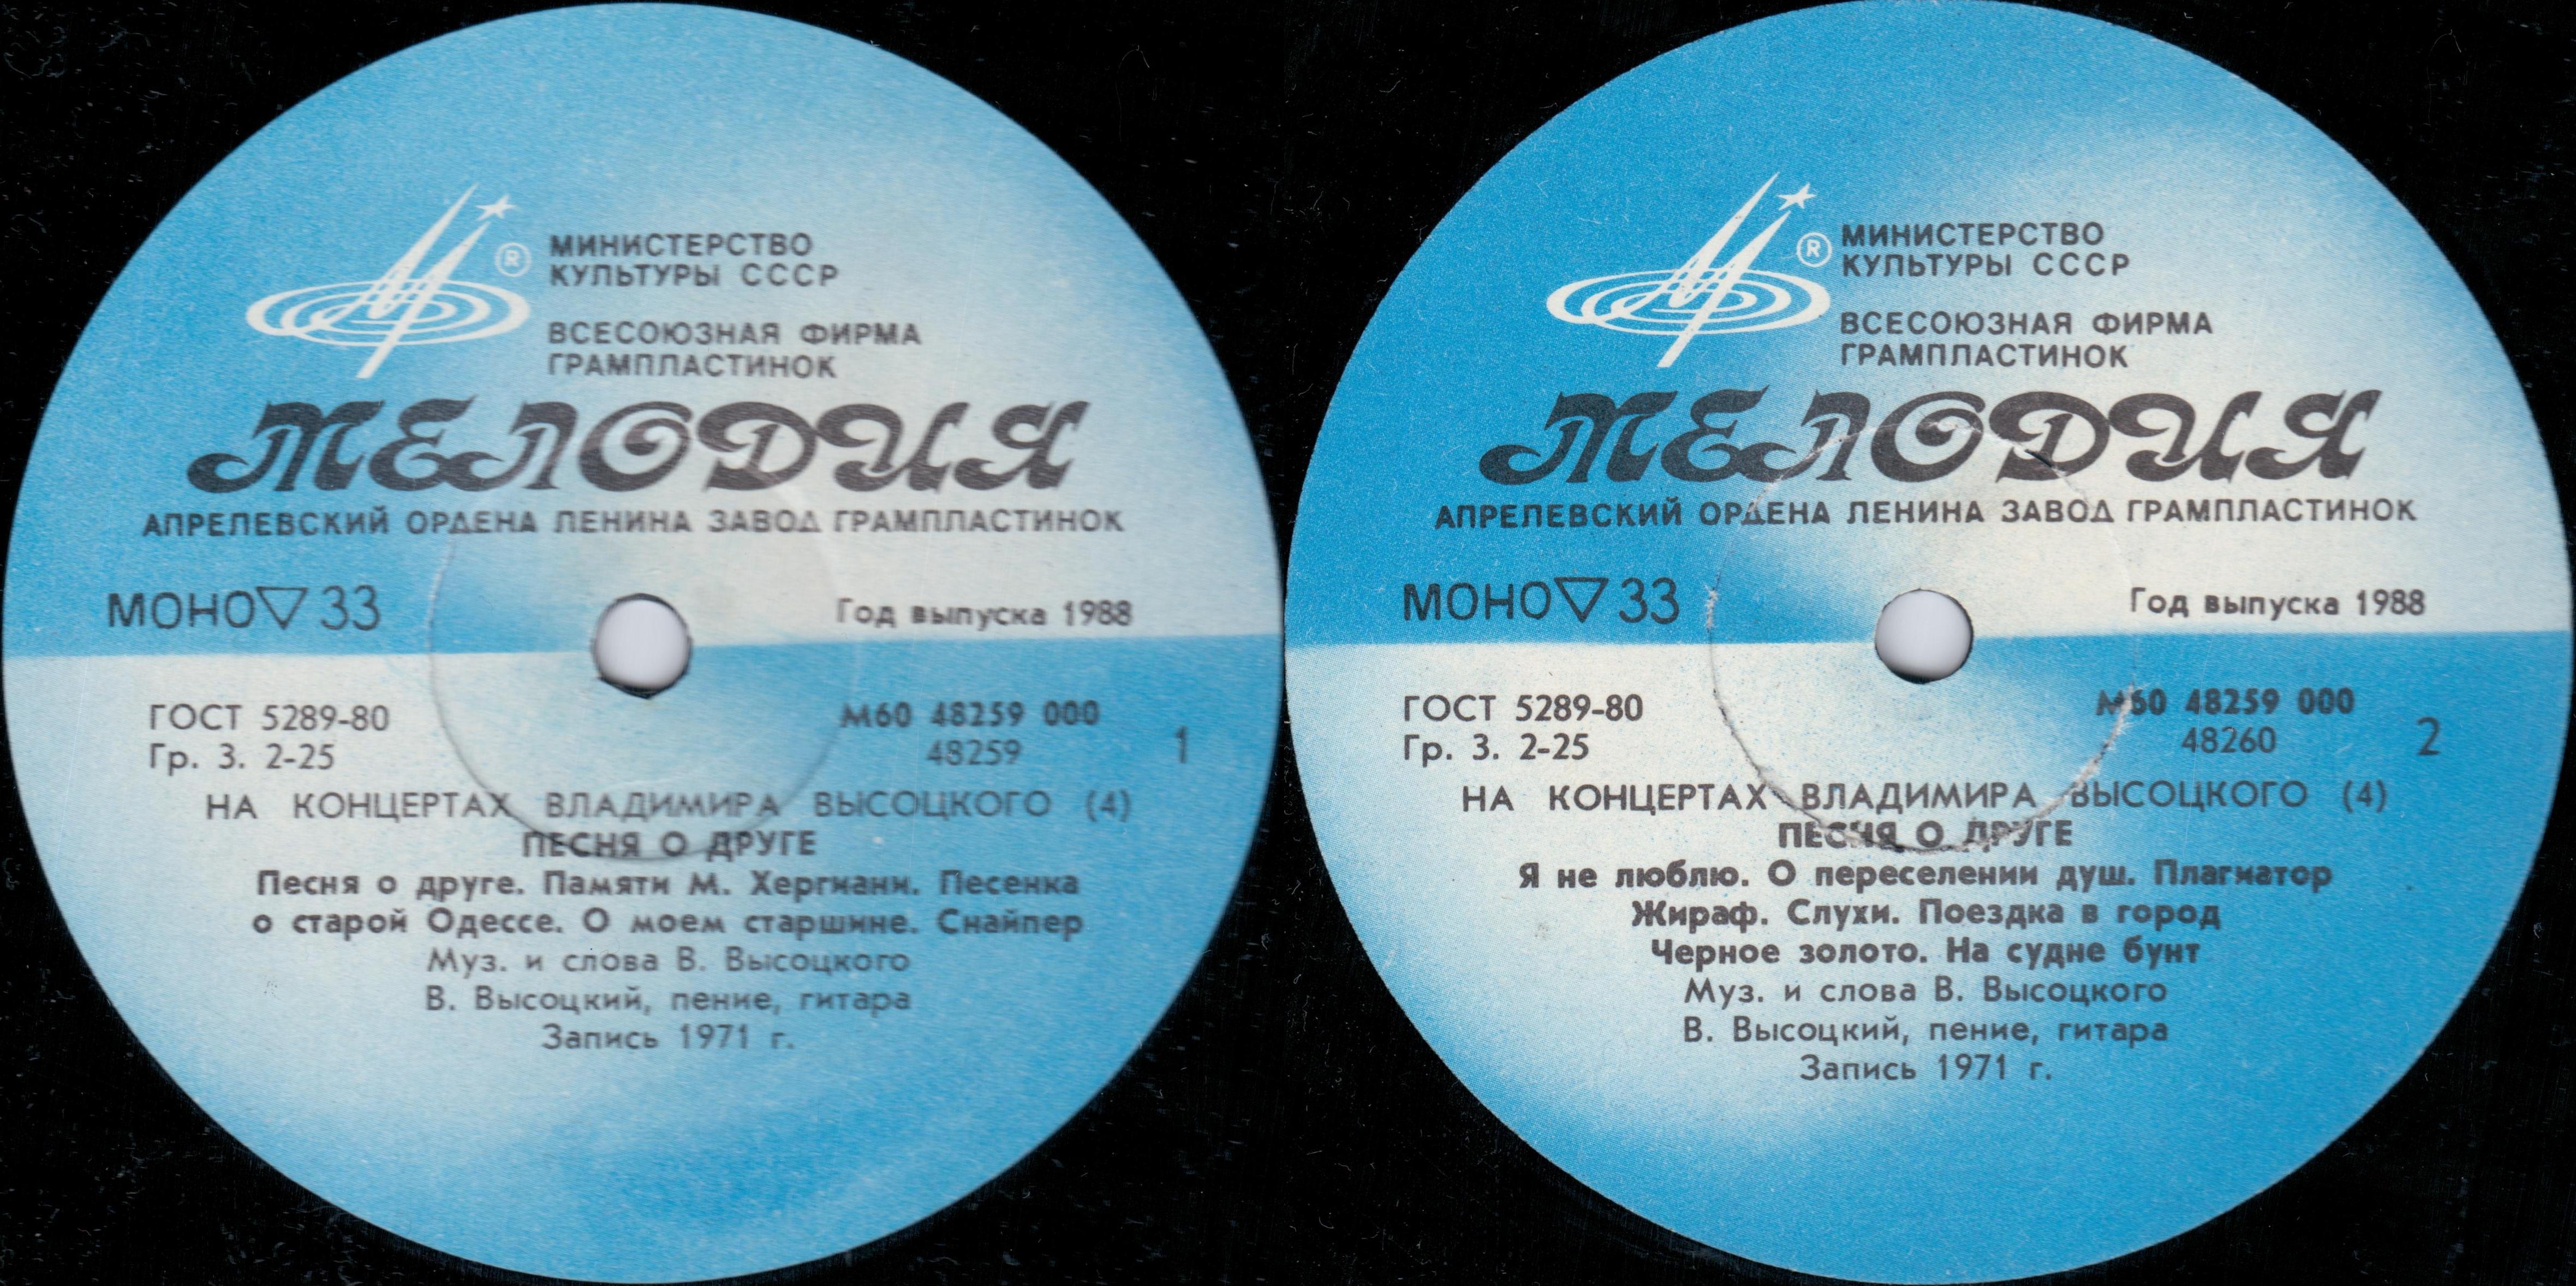 ®
МИНИСТЕРСТВО
КУЛЬТУРЫ СССР
ВСЕСОЮЗНАЯ ФИРМА
ГРАМПЛАСТИНОК
МЕЛОДИЯ
АПРЕЛЕВСКИЙ ОРДЕНА ЛЕНИНА ЗАВОД ГРАМПЛАСТИНОК
МОНО▽33
Год выпуска 1988
ГОСТ 5289-80
М60 48259 000
Гр. 3. 2-25
48259
1
НА КОНЦЕРТАХ ВЛАДИМИРА ВЫСОЦКОГО (4)
ПЕСНЯ О ДРУГЕ
Песня о друге. Памяти М. Хергиани. Песенка
о старой Одессе. О моем старшине. Снайпер
Муз. и слова В. Высоцкого
В. Высоцкий, пение, гитара
Запись 1971 г.
®
МИНИСТЕРСТВО
КУЛЬТУРЫ СССР
ВСЕСОЮЗНАЯ ФИРМА
ГРАМПЛАСТИНОК
МЕЛОДИЯ
АПРЕЛЕВСКИЙ ОРДЕНА ЛЕНИНА ЗАВОД ГРАМПЛАСТИНОК
МОНО▽33
Год выпуска 1988
ГОСТ 5289-80
М60 48259 000
Гр. 3. 2-25
48260
2
НА КОНЦЕРТАХ ВЛАДИМИРА ВЫСОЦКОГО (4)
ПЕСНЯ О ДРУГЕ
Я не люблю. О переселении душ. Плагиатор
Жираф. Слухи. Поездка в город
Черное золото. На судне бунт
Муз. и слова В. Высоцкого
В. Высоцкий, пение, гитара
Запись 1971 г.